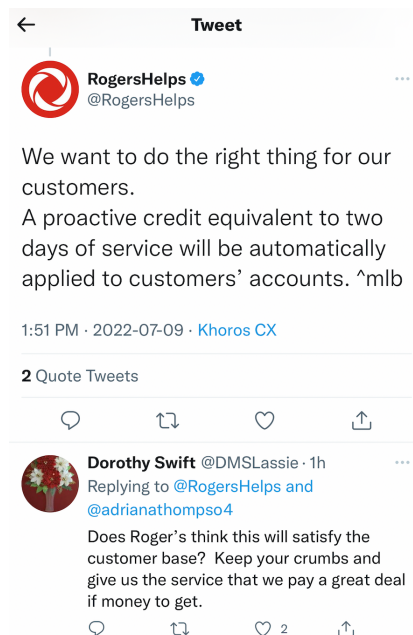 Tweet
RogersHelps
@RogersHelps
We want to do the right thing for our
customers.
A proactive credit equivalent to two
days of service will be automatically
applied to customers’ accounts. ^mlb
1:51 PM · 2022-07-09 · Khoros CX
2 Quote Tweets
Dorothy Swift @DMSLassie · 1h
Replying to @RogersHelps and
@adrianathompso4
Does Roger’s think this will satisfy the
customer base?  Keep your crumbs and
give us the service that we pay a great deal
if money to get.
2